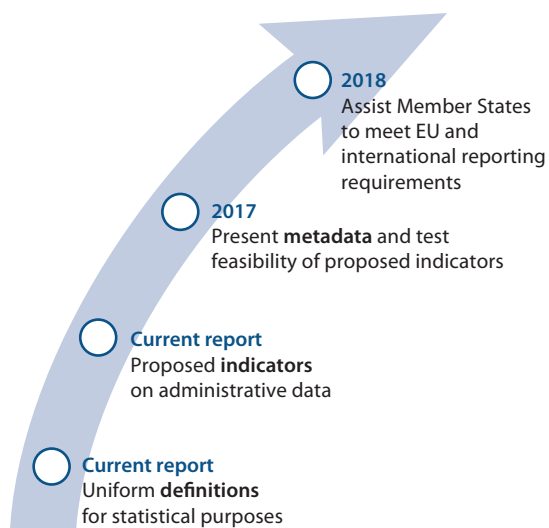 2018
Assist Member States
to meet EU and
international reporting
requirements
2017
Present metadata and test
feasibility of proposed indicators
Current report
Proposed indicators
on administrative data
Current report
Uniform definitions
for statistical purposes